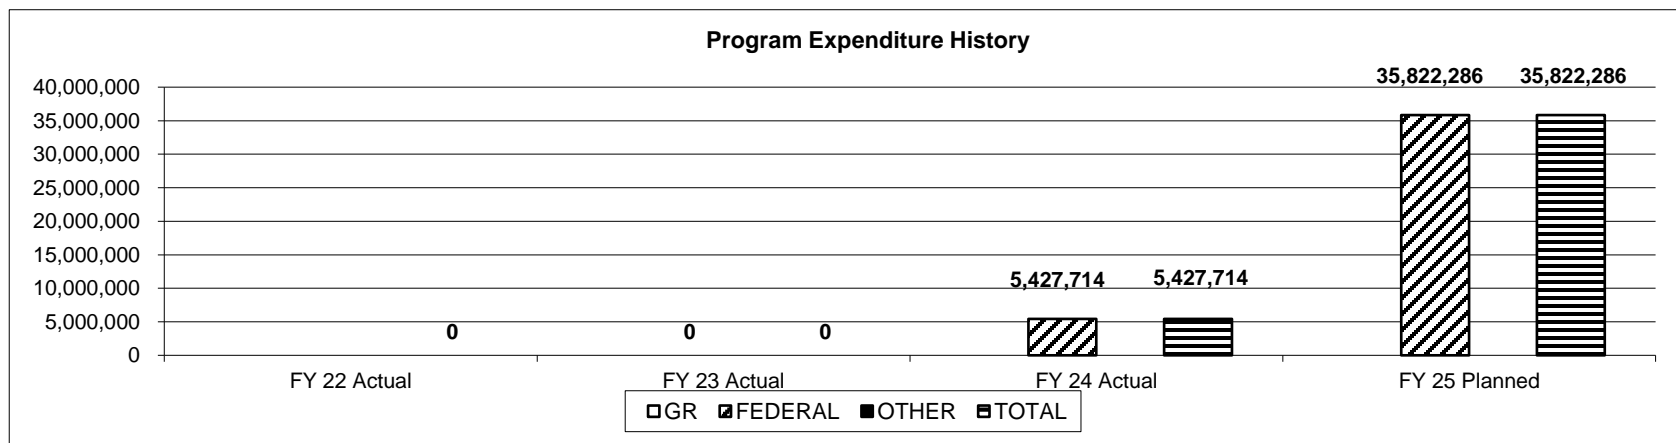 Program Expenditure History
35,822,286 35,822,286
40,000,000
35,000,000
30,000,000
25,000,000
20,000,000
15,000,000
5,427,714 5,427,714
10,000,000
5,000,000
0 0 0
0
FY 22 Actual FY 23 Actual FY 24 Actual FY 25 Planned
GR FEDERAL OTHER TOTAL